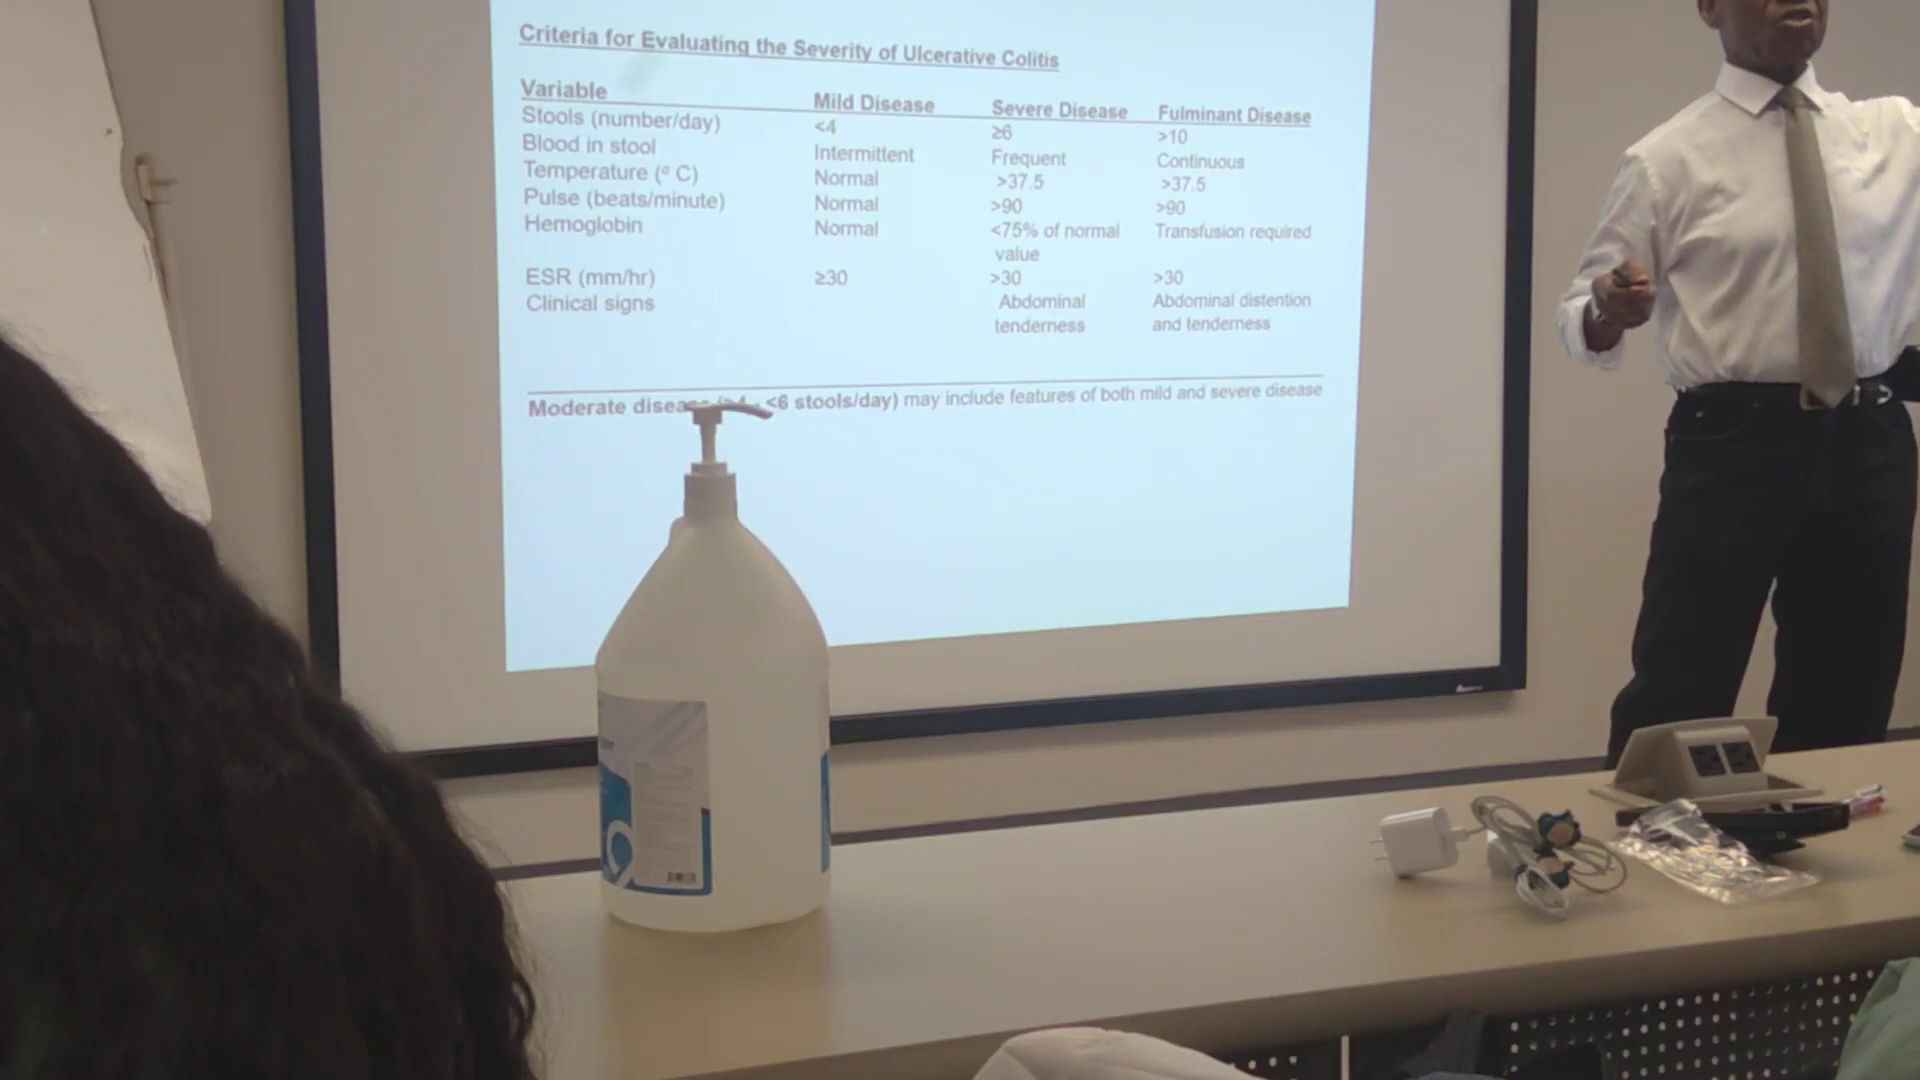 Criteria for Evaluating the Severity of Ulcerative Colitis
Variable Mild Disease Severe Disease Fulminant Disease
Stools (number/day) <4 ≥6 >10
Blood in stool Intermittent Frequent Continuous
Temperature (° C) Normal >37.5 >37.5
Pulse (beats/minute) Normal >90 >90
Hemoglobin Normal <75% of normal Transfusion required
value
ESR (mm/hr) ≥30 >30 >30
Clinical signs Abdominal Abdominal distention
tenderness and tenderness
Moderate <6 stools/day) may include features of both mild and severe disease